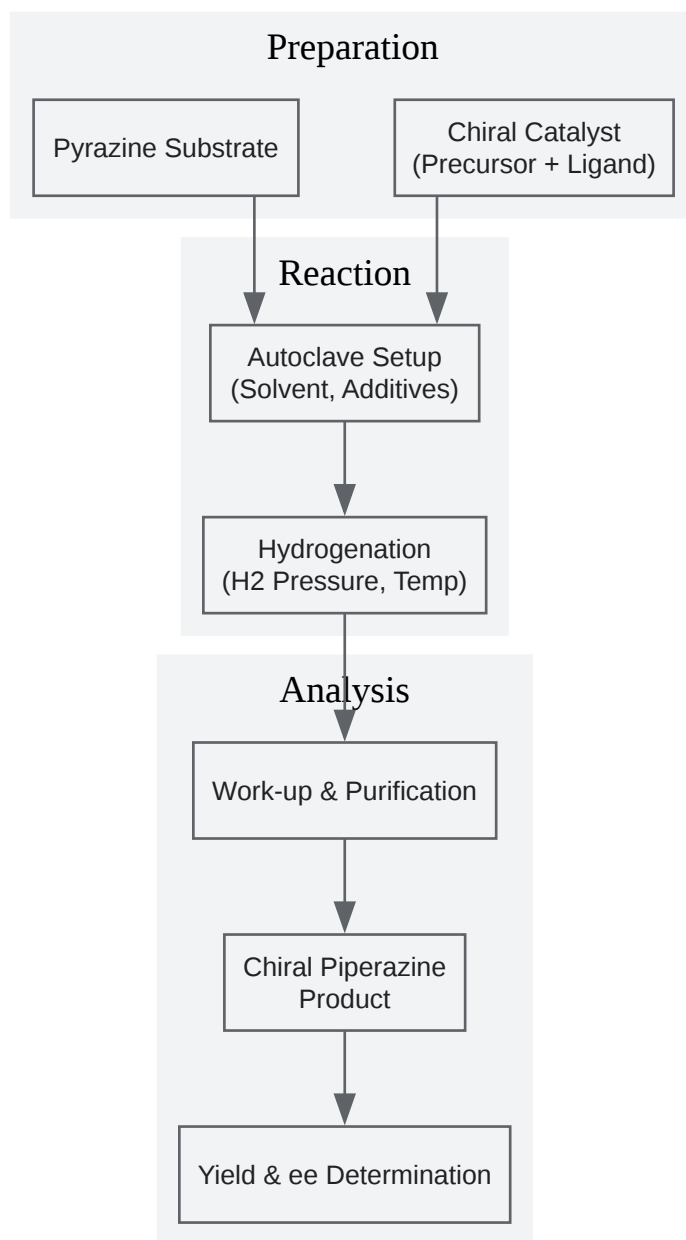 Preparation
Pyrazine Substrate
Chiral Catalyst
(Precursor + Ligand)
Reaction
Autoclave Setup
(Solvent, Additives)
Hydrogenation
(H2 Pressure, Temp)
Analysis
Work-up & Purification
Chiral Piperazine
Product
Yield & ee Determination